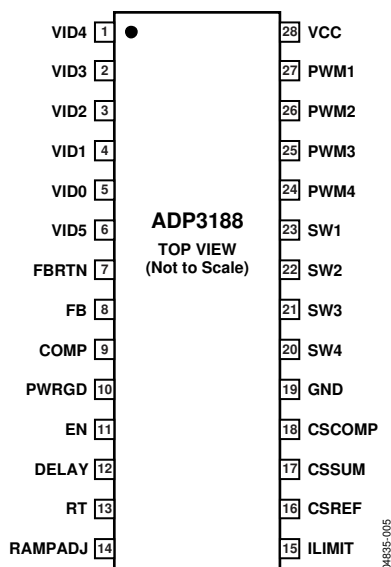 VID4 1 28 VCC
VID3 2 27 PWM1
VID2 3 26 PWM2
VID1 4 25 PWM3
VID0 5 24 PWM4
ADP3188
VID5 6 23 SW1
TOP VIEW
(Not to Scale)
FBRTN 7 22 SW2
FB 8 21 SW3
COMP 9 20 SW4
PWRGD 10 19 GND
EN 11 18 CSCOMP
DELAY 12 17 CSSUM
RT 13 16 CSREF
RAMPADJ 14 15 ILIMIT
04835-005